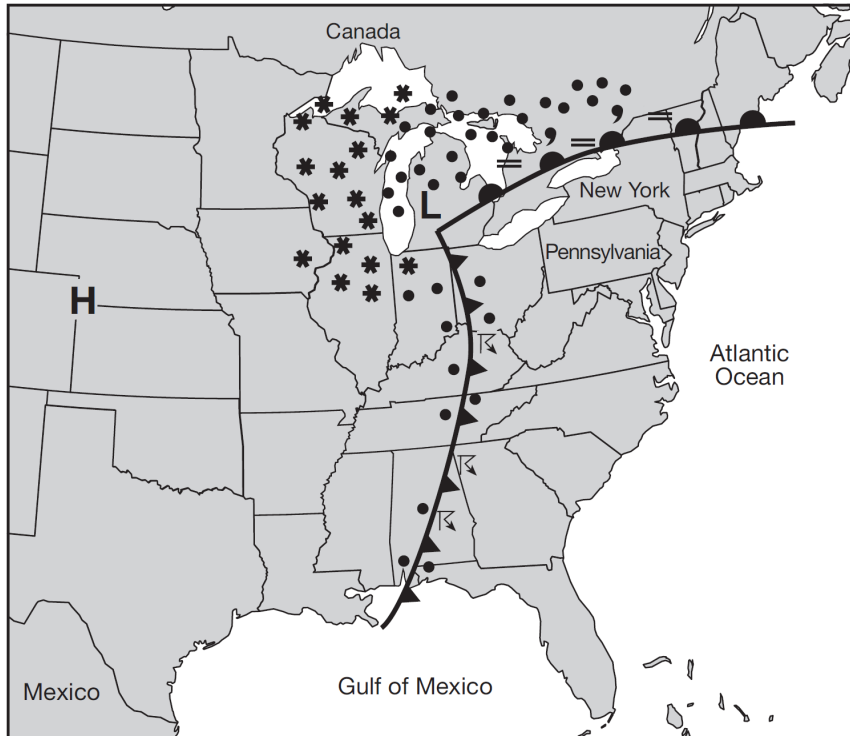 Canada
L
New York
Pennsylvania
H
Atlantic
Ocean
Mexico
Gulf of Mexico